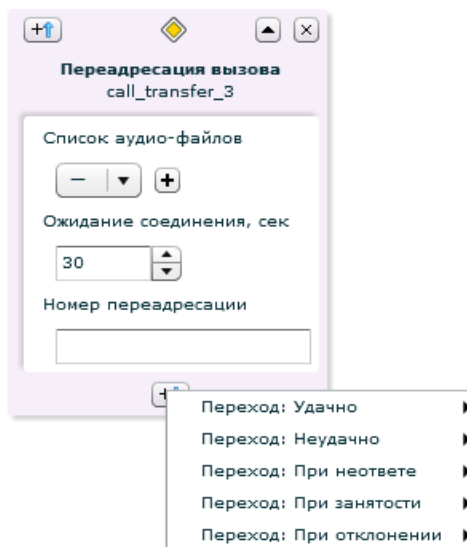 Переадресация вызова
call_transfer_3
Список аудио-файлов
Ожидание соединения, сек
30
Номер переадресации
Переход: Удачно
Переход: Неудачно
Переход: При неответе
Переход: При занятости
Переход: При отклонении